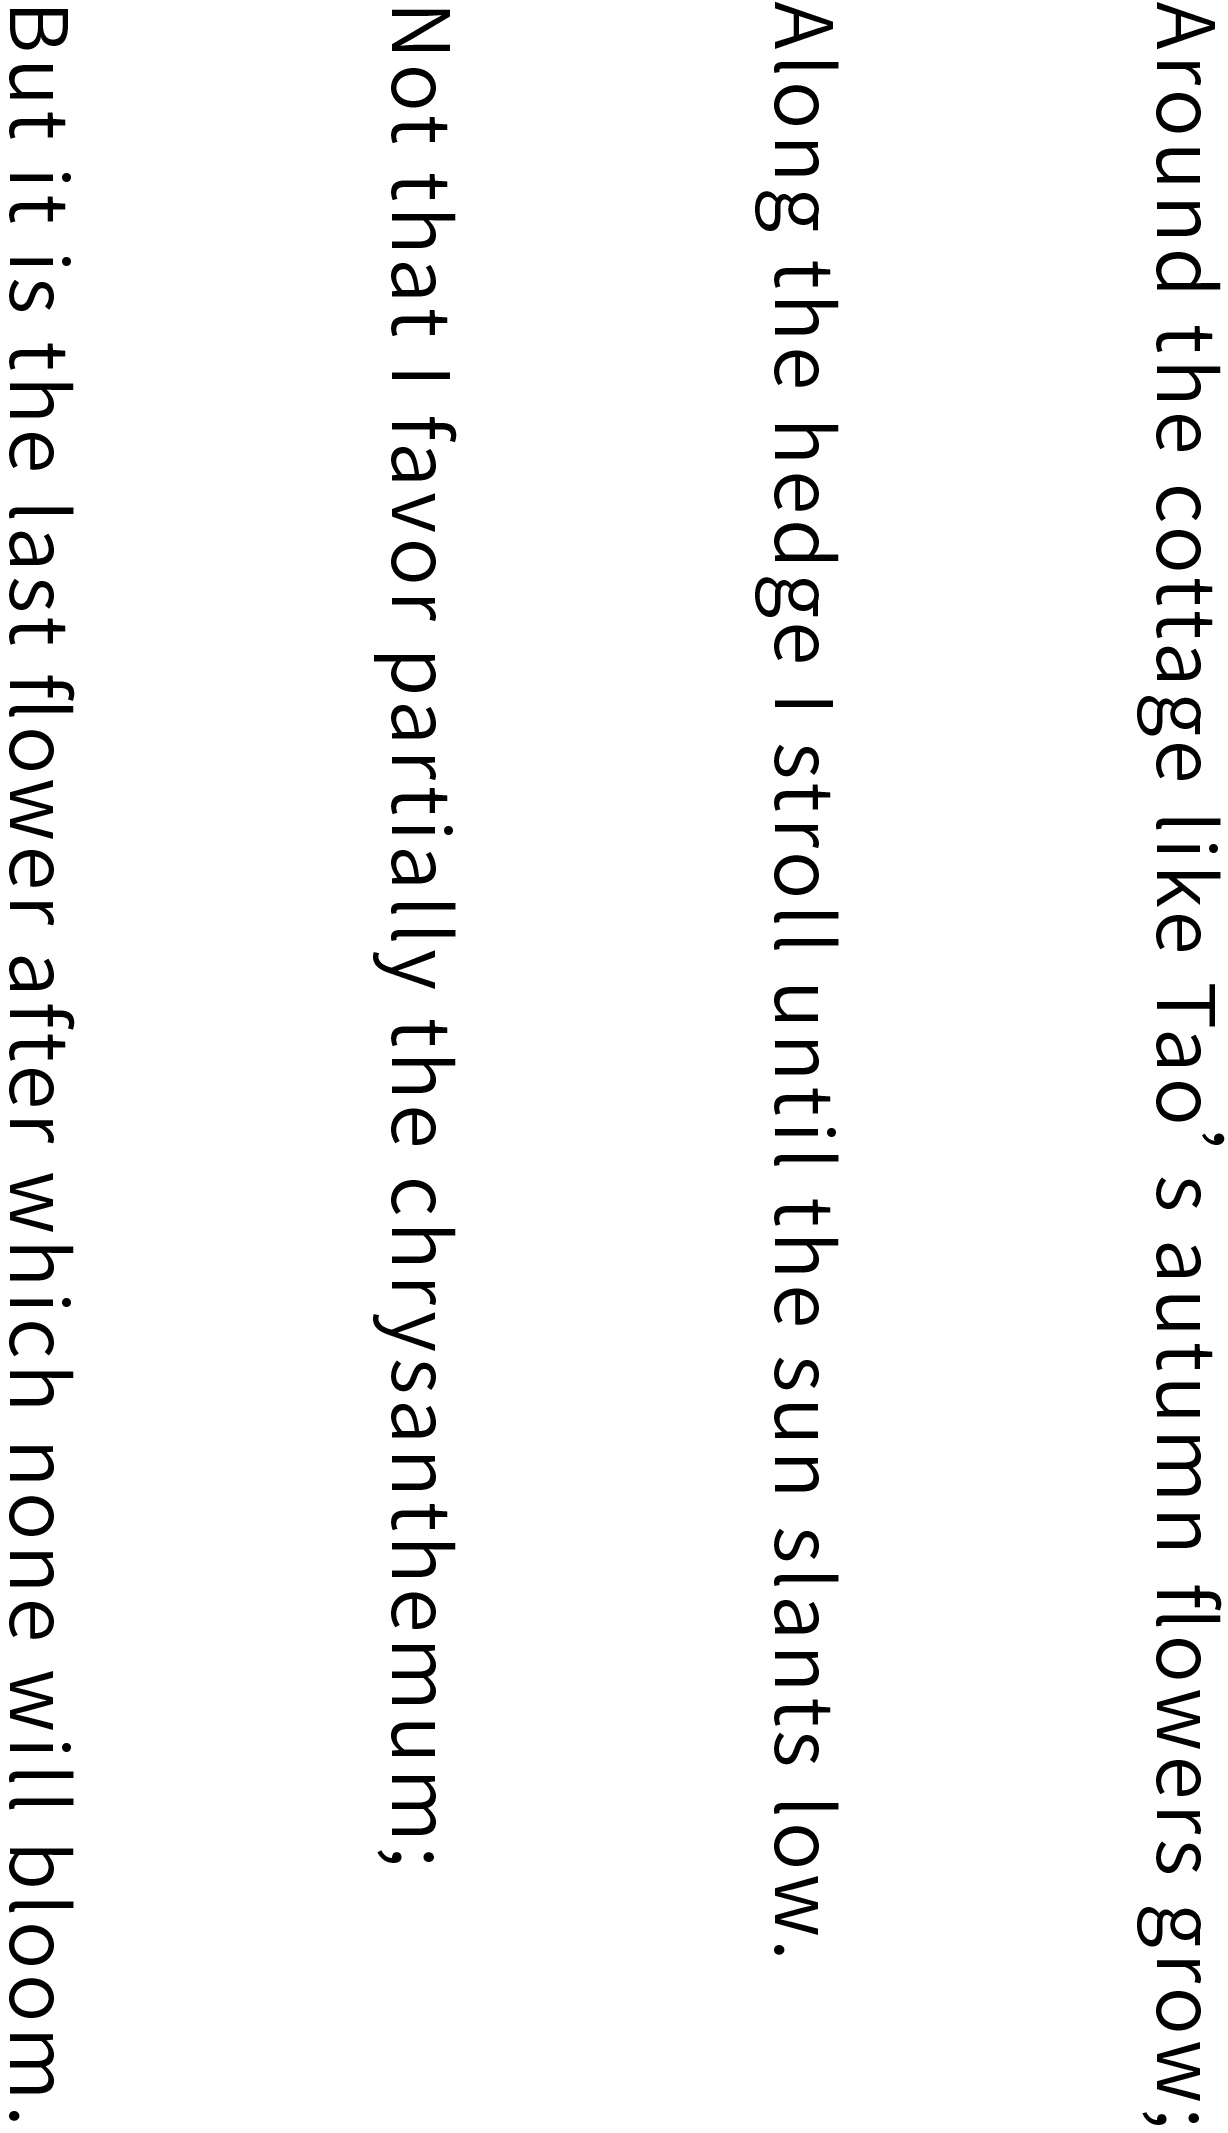 Around the cottage like Tao’s autumn flowers grow;
Along the hedge I stroll until the sun slants low.
Not that I favor partially the chrysanthemum;
But it is the last flower after which none will bloom.